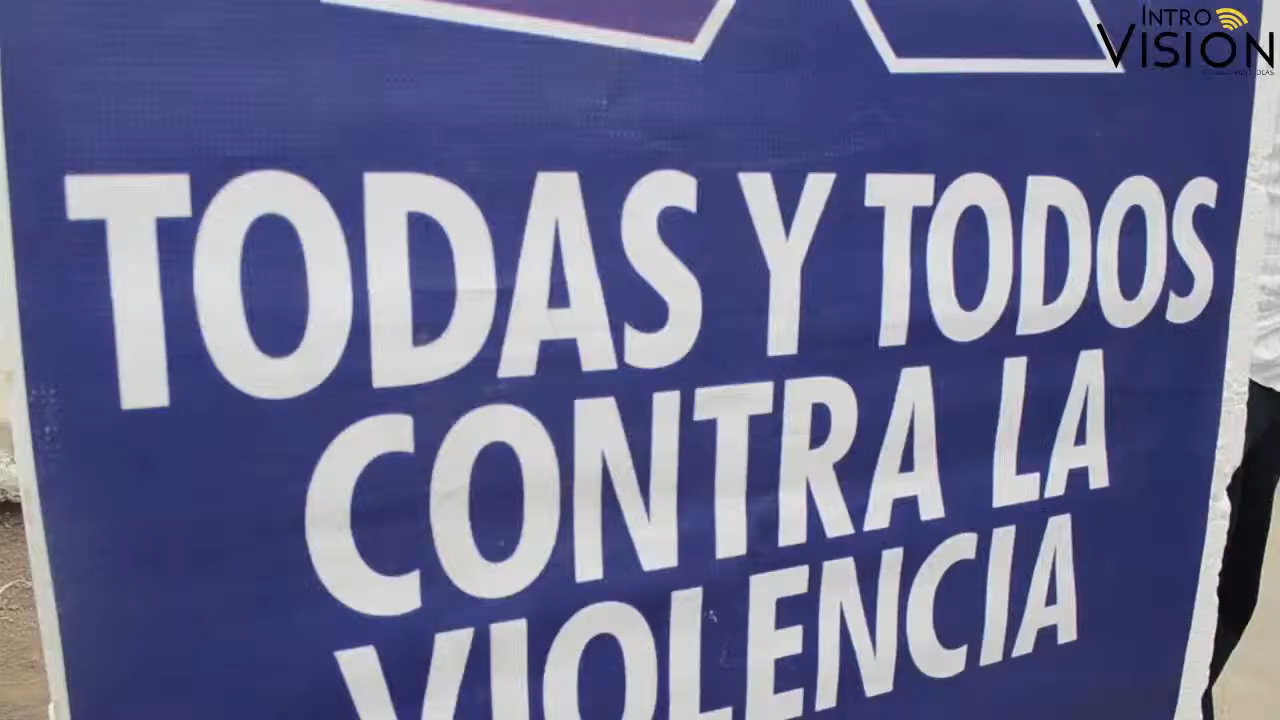 INTRO
VISION
TODAS Y TODOS
CONTRA LA
VIOLENCIA